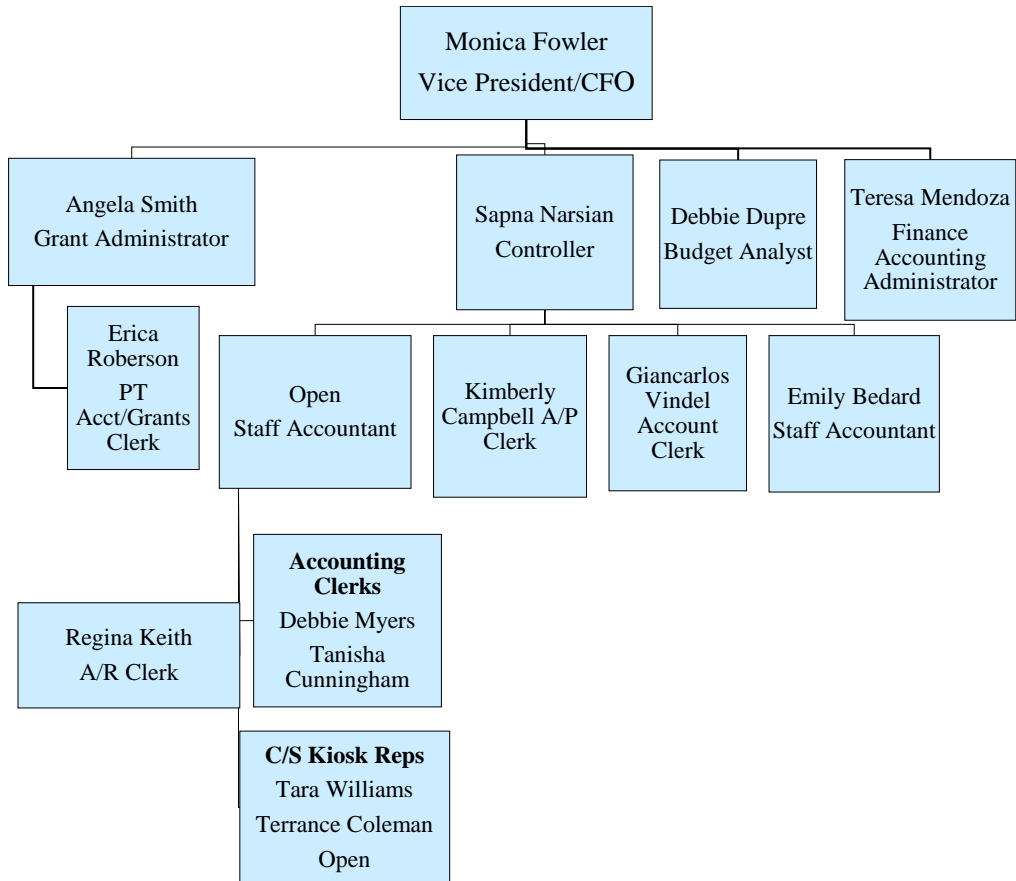 Monica Fowler
Vice President/CFO
Angela Smith
Grant Administrator
Sapna Narsian
Controller
Debbie Dupre
Budget Analyst
Teresa Mendoza
Finance
Accounting
Administrator
Erica
Roberson
PT
Acct/Grants
Clerk
Open
Staff Accountant
Kimberly
Campbell A/P
Clerk
Giancarlos
Vindel
Account
Clerk
Emily Bedard
Staff Accountant
Regina Keith
A/R Clerk
Accounting
Clerks
Debbie Myers
Tanisha
Cunningham
C/S Kiosk Reps
Tara Williams
Terrance Coleman
Open